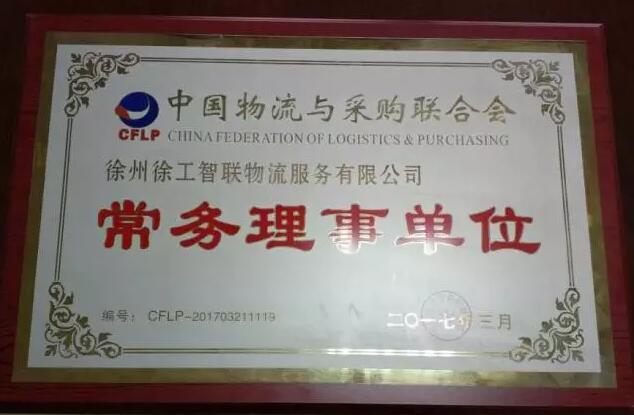 中国物流与采购联合会
CFLP CHINA FEDERATION OF LOGISTICS & PURCHASING
徐州徐工智联物流服务有限公司
常务理事单位
编号: CFLP-201703211119 二〇一七年三月